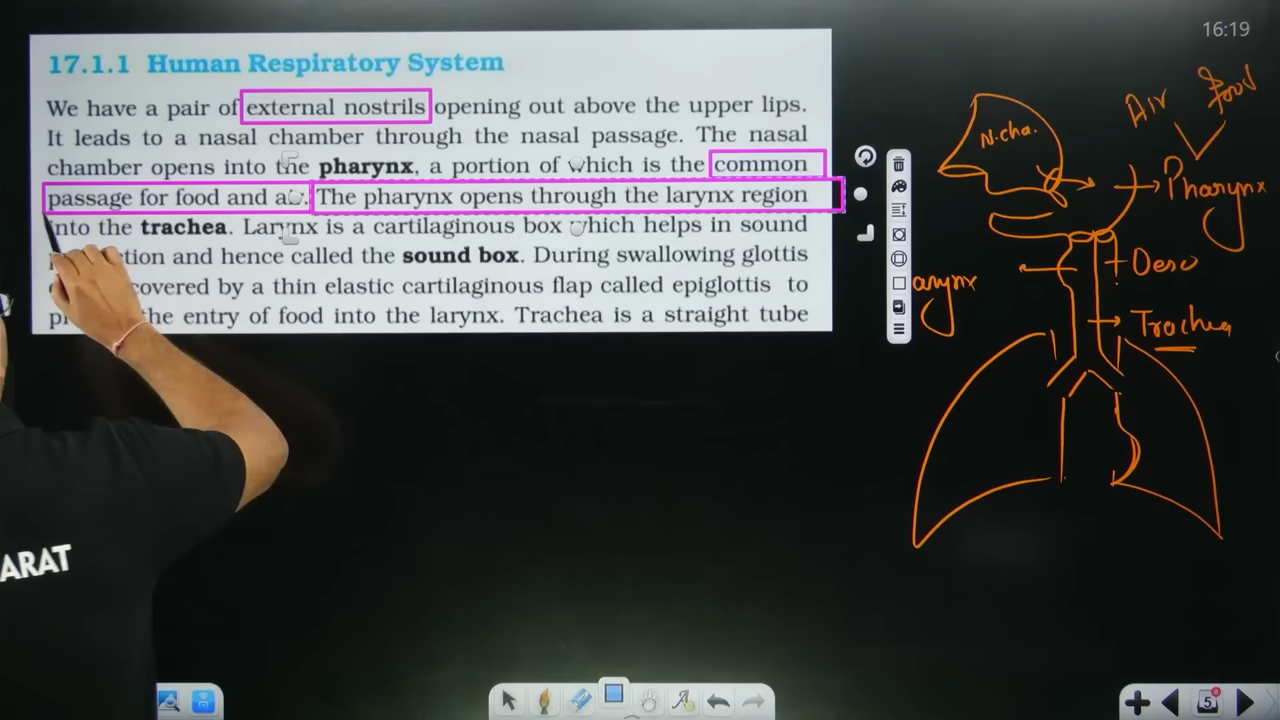 16:19
17.1.1 Human Respiratory System
We have a pair of external nostrils opening out above the upper lips.
It leads to a nasal chamber through the nasal passage. The nasal
chamber opens into the pharynx, a portion of which is the common
passage for food and The pharynx opens through the larynx region
into the trachea. Larynx is a cartilaginous box which helps in sound
and hence called the sound box. During swallowing glottis
covered by a thin elastic cartilaginous flap called epiglottis to
the entry of food into the larynx. Trachea is a straight tube
Air food
N.cha.
Pharynx
Oeso
arynx
Trachea
ARAT
5